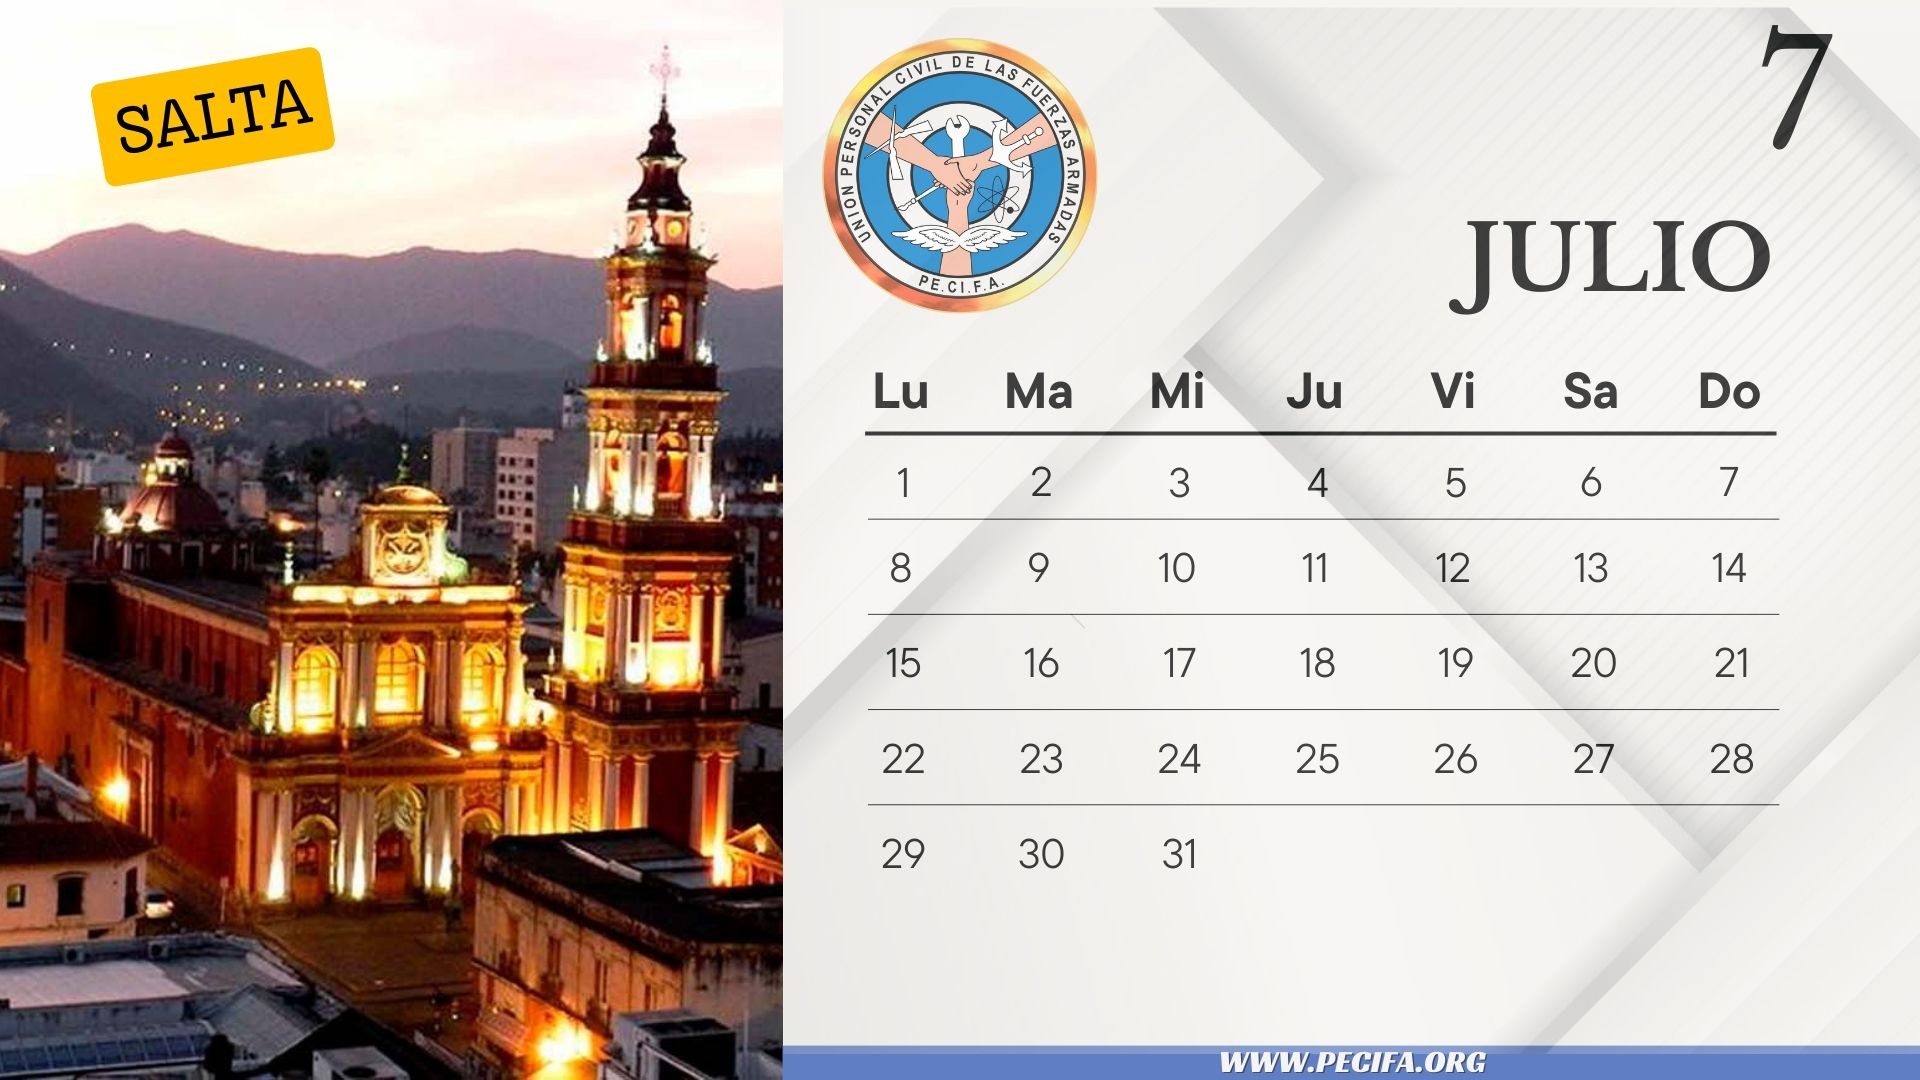 SALTA
UNION PERSONAL CIVIL DE LAS FUERZAS ARMADAS
PE.CI.F.A.
7
JULIO
Lu Ma Mi Ju Vi Sa Do
1 2 3 4 5 6 7
8 9 10 11 12 13 14
15 16 17 18 19 20 21
22 23 24 25 26 27 28
29 30 31
WWW.PECIFA.ORG